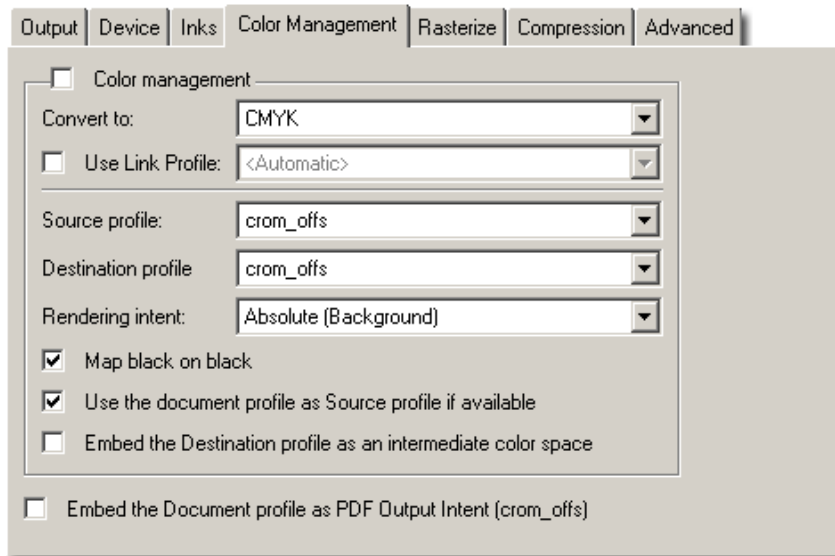 Output Device Inks Color Management Rasterize Compression Advanced
Color management
Convert to: CMYK
Use Link Profile: <Automatic>
Source profile: crom_offs
Destination profile crom_offs
Rendering intent: Absolute (Background)
Map black on black
Use the document profile as Source profile if available
Embed the Destination profile as an intermediate color space
Embed the Document profile as PDF Output Intent (crom_offs)